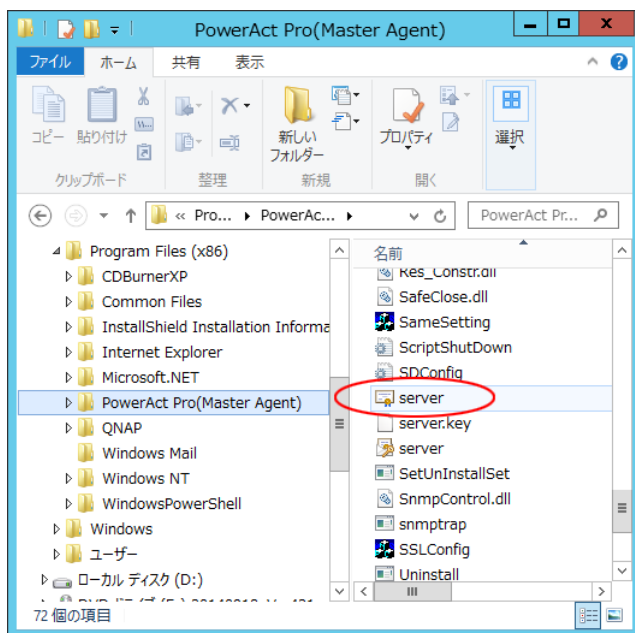 PowerAct Pro(Master Agent)
ファイル ホーム 共有 表示
コピー 貼り付け 新しいフォルダー プロパティ 選択
クリップボード 整理 新規 開く
« Pro... PowerAc... PowerAct Pr...
Program Files (x86)
CDBurnerXP
Common Files
InstallShield Installation Informa
Internet Explorer
Microsoft.NET
PowerAct Pro(Master Agent)
QNAP
Windows Mail
Windows NT
WindowsPowerShell
Windows
ユーザー
ローカル ディスク (D:)
名前
Res_Constr.dll
SafeClose.dll
SameSetting
ScriptShutDown
SDConfig
server
server.key
server
SetUnInstallSet
SnmpControl.dll
snmptrap
SSLConfig
Uninstall
72 個の項目